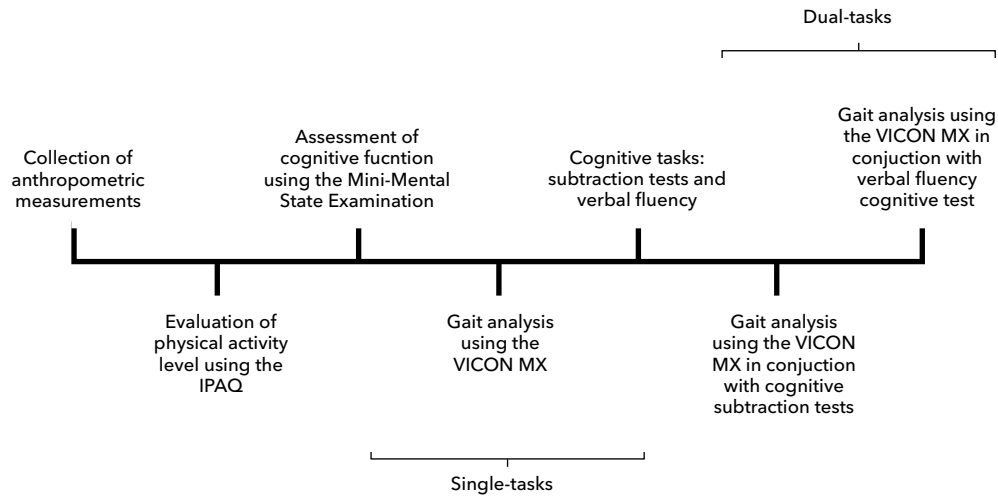 Dual-tasks
Collection of
anthropometric
measurements
Assessment of
cognitive fucntion
using the Mini-Mental
State Examination
Cognitive tasks:
subtraction tests and
verbal fluency
Gait analysis using
the VICON MX in
conjuction with
verbal fluency
cognitive test
Evaluation of
physical activity
level using the
IPAQ
Gait analysis
using the
VICON MX
Gait analysis
using the VICON
MX in conjuction
with cognitive
subtraction tests
Single-tasks